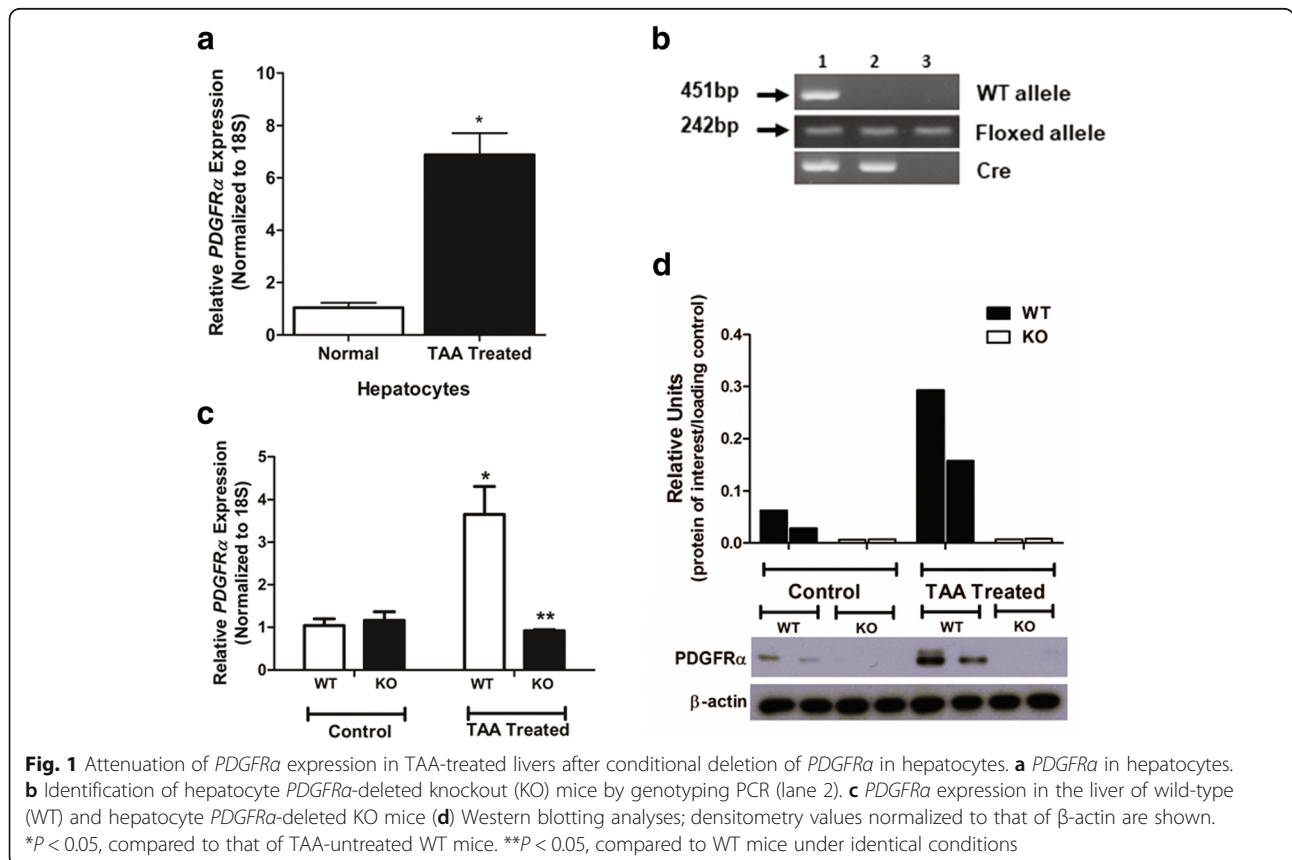 a
Relative PDGFRα Expression
(Normalized to 18S)
10
8
6
4
2
0
*
Normal
TAA Treated
Hepatocytes
b
1 2 3
451bp
WT allele
242bp
Floxed allele
Cre
c
Relative PDGFRα Expression
(Normalized to 18S)
5
4
3
2
1
0
*
**
WT KO WT KO
Control TAA Treated
d
WT
KO
Relative Units
(protein of interest/loading control)
0.4
0.3
0.2
0.1
0.0
Control TAA Treated
WT KO WT KO
PDGFRα
β-actin
Fig. 1 Attenuation of PDGFRα expression in TAA-treated livers after conditional deletion of PDGFRα in hepatocytes. a PDGFRα in hepatocytes.
b Identification of hepatocyte PDGFRα-deleted knockout (KO) mice by genotyping PCR (lane 2). c PDGFRα expression in the liver of wild-type
(WT) and hepatocyte PDGFRα-deleted KO mice (d) Western blotting analyses; densitometry values normalized to that of β-actin are shown.
*P < 0.05, compared to that of TAA-untreated WT mice. **P < 0.05, compared to WT mice under identical conditions